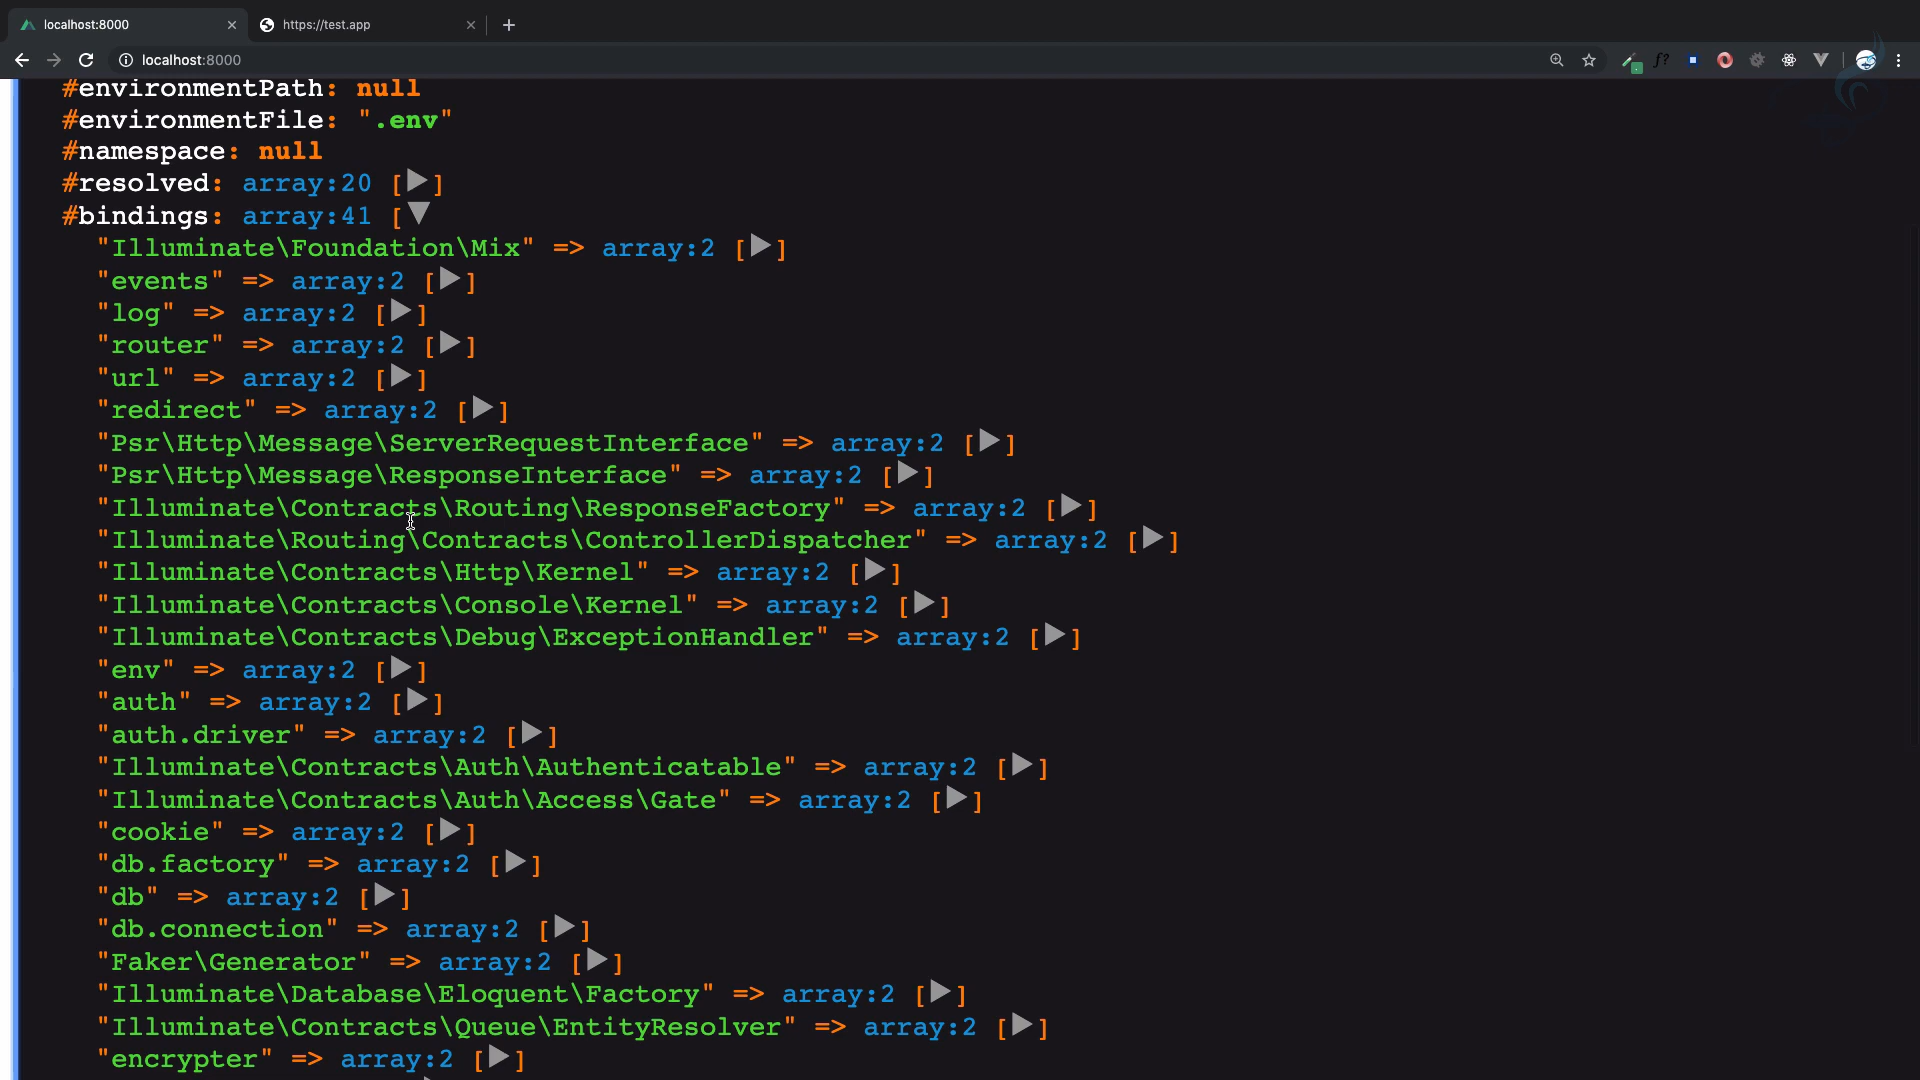 localhost:8000
https://test.app
localhost:8000
#environmentPath: null
#environmentFile: ".env"
#namespace: null
#resolved: array:20 [▶]
#bindings: array:41 [▼
"Illuminate\Foundation\Mix" => array:2 [▶]
"events" => array:2 [▶]
"log" => array:2 [▶]
"router" => array:2 [▶]
"url" => array:2 [▶]
"redirect" => array:2 [▶]
"Psr\Http\Message\ServerRequestInterface" => array:2 [▶]
"Psr\Http\Message\ResponseInterface" => array:2 [▶]
"Illuminate\Contracts\Routing\ResponseFactory" => array:2 [▶]
"Illuminate\Routing\Contracts\ControllerDispatcher" => array:2 [▶]
"Illuminate\Contracts\Http\Kernel" => array:2 [▶]
"Illuminate\Contracts\Console\Kernel" => array:2 [▶]
"Illuminate\Contracts\Debug\ExceptionHandler" => array:2 [▶]
"env" => array:2 [▶]
"auth" => array:2 [▶]
"auth.driver" => array:2 [▶]
"Illuminate\Contracts\Auth\Authenticatable" => array:2 [▶]
"Illuminate\Contracts\Auth\Access\Gate" => array:2 [▶]
"cookie" => array:2 [▶]
"db.factory" => array:2 [▶]
"db" => array:2 [▶]
"db.connection" => array:2 [▶]
"Faker\Generator" => array:2 [▶]
"Illuminate\Database\Eloquent\Factory" => array:2 [▶]
"Illuminate\Contracts\Queue\EntityResolver" => array:2 [▶]
"encrypter" => array:2 [▶]